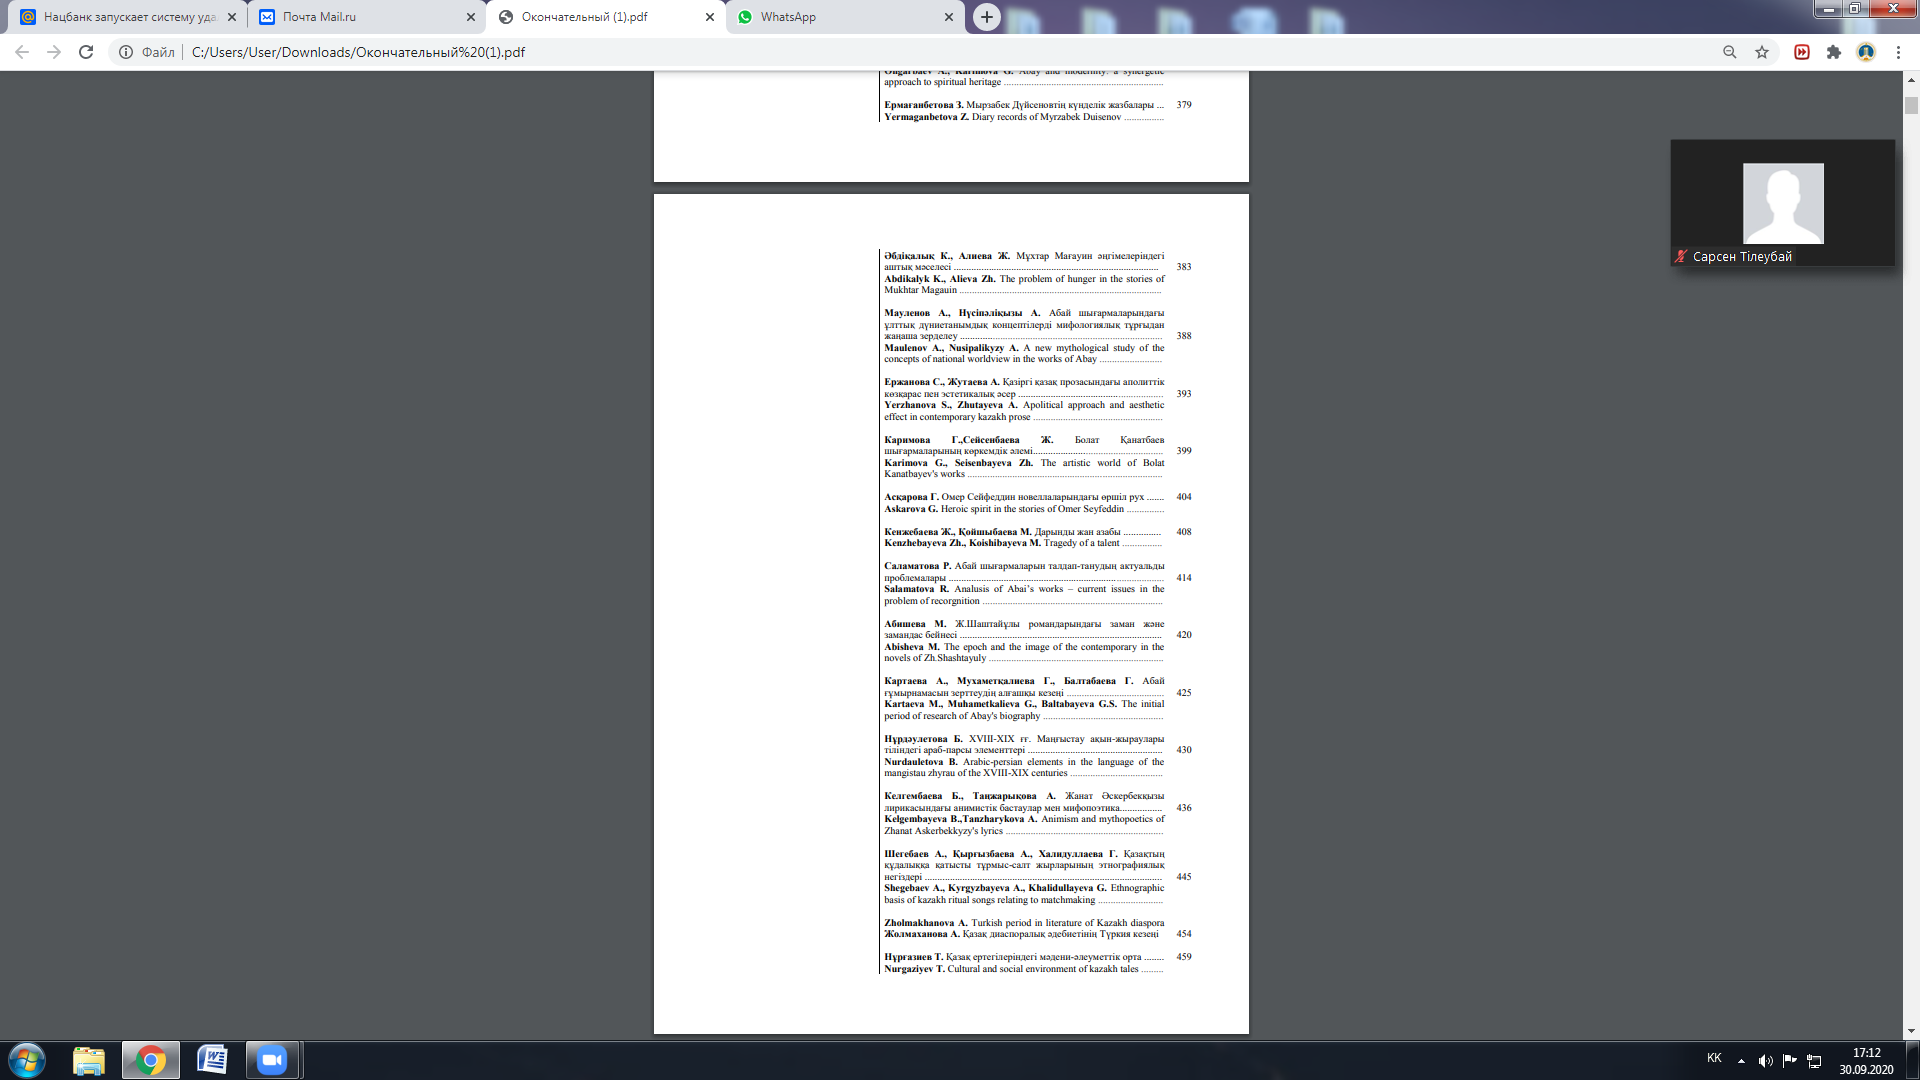 Нацбанк запускает систему уда
Почта Mail.ru
Окончательный (1).pdf
WhatsApp
Файл
C:/Users/User/Downloads/Окончательный%20(1).pdf
Ongarbaev A., Karimova G. Abay and modernity: a synergetic
approach to spiritual heritage ...............................................................
Ермағанбетова З. Мырзабек Дүйсеновтің күнделік жазбалары ... 379
Yermaganbetova Z. Diary records of Myrzabek Duisenov ................
Сарсен Тілеубай
Әбдіқалық К., Алиева Ж. Мұхтар Мағауин әңгімелеріндегі
аштық мәселесі ................................................................................. 383
Abdikalyk K., Alieva Zh. The problem of hunger in the stories of
Mukhtar Magauin ................................................................................
Мауленов А., Нүсіпәліқызы А. Абай шығармаларындағы
ұлттық дүниетанымдық концептілерді мифологиялық тұрғыдан
жаңаша зерделеу ................................................................................ 388
Maulenov A., Nusipalikyzy A. A new mythological study of the
concepts of national worldview in the works of Abay .........................
Ержанова С., Жутаева А. Қазіргі қазақ прозасындағы аполиттік
көзқарас пен эстетикалық әсер .......................................................... 393
Yerzhanova S., Zhutayeva A. Apolitical approach and aesthetic
effect in contemporary kazakh prose ....................................................
Каримова Г.,Сейсенбаева Ж. Болат Қанатбаев
шығармаларының көркемдік әлемі.................................................... 399
Karimova G., Seisenbayeva Zh. The artistic world of Bolat
Kanatbayev's works ..............................................................................
Асқарова Г. Омер Сейфеддин новеллаларындағы өршіл рух ....... 404
Askarova G. Heroic spirit in the stories of Omer Seyfeddin ...............
Кенжебаева Ж., Қойшыбаева М. Дарынды жан азабы ............... 408
Kenzhebayeva Zh., Koishibayeva M. Tragedy of a talent ................
Саламатова Р. Абай шығармаларын талдап-танудың актуальды
проблемалары ..................................................................................... 414
Salamatova R. Analusis of Abai’s works – current issues in the
problem of recorgnition ........................................................................
Абишева М. Ж.Шаштайұлы романдарындағы заман және
замандас бейнесі ................................................................................ 420
Abisheva M. The epoch and the image of the contemporary in the
novels of Zh.Shashtayuly ......................................................................
Картаева А., Мухаметқалиева Г., Балтабаева Г. Абай
ғұмырнамасын зерттеудің алғашқы кезеңі ....................................... 425
Kartaeva M., Muhametkalieva G., Baltabayeva G.S. The initial
period of research of Abay's biography ................................................
Нұрдәулетова Б. XVIII-XIX ғғ. Маңғыстау ақын-жыраулары
тіліндегі араб-парсы элементтері ..................................................... 430
Nurdauletova B. Arabic-persian elements in the language of the
mangistau zhyrau of the XVIII-XIX centuries .....................................
Келгембаева Б., Таңжарықова А. Жанат Әскербекқызы
лирикасындағы анимистік бастаулар мен мифопоэтика................. 436
Kelgembayeva B.,Tanzharykova A. Animism and mythopoetics of
Zhanat Askerbekkyzy's lyrics ...............................................................
Шегебаев А., Қырғызбаева А., Халидуллаева Г. Қазақтың
құдалыққа қатысты тұрмыс-салт жырларының этнографиялық
негіздері .............................................................................................. 445
Shegebaev A., Kyrgyzbayeva A., Khalidullayeva G. Ethnographic
basis of kazakh ritual songs relating to matchmaking ..........................
Zholmakhanova A. Turkish period in literature of Kazakh diaspora
Жолмаханова А. Қазақ диаспоралық әдебиетінің Түркия кезеңі 454
Нұрғазиев Т. Қазақ ертегілеріндегі мәдени-әлеуметтік орта ........ 459
Nurgaziyev T. Cultural and social environment of kazakh tales .........
KK
17:12
30.09.2020